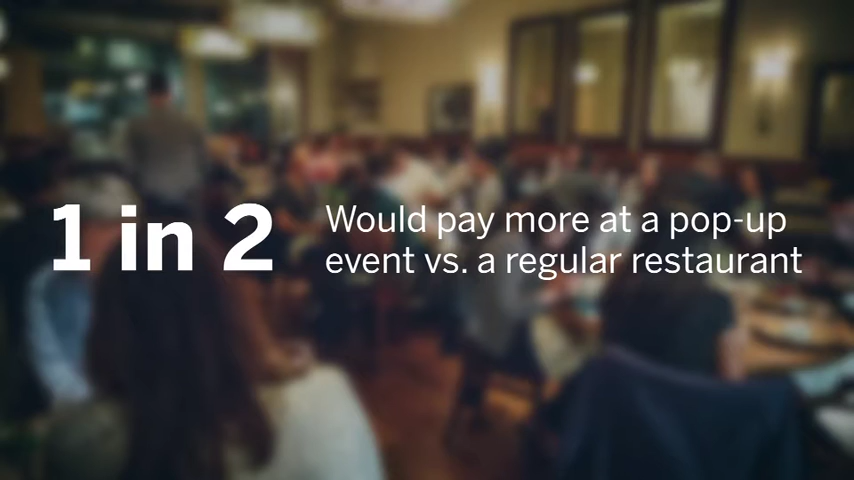 1 in 2
Would pay more at a pop-up
event vs. a regular restaurant